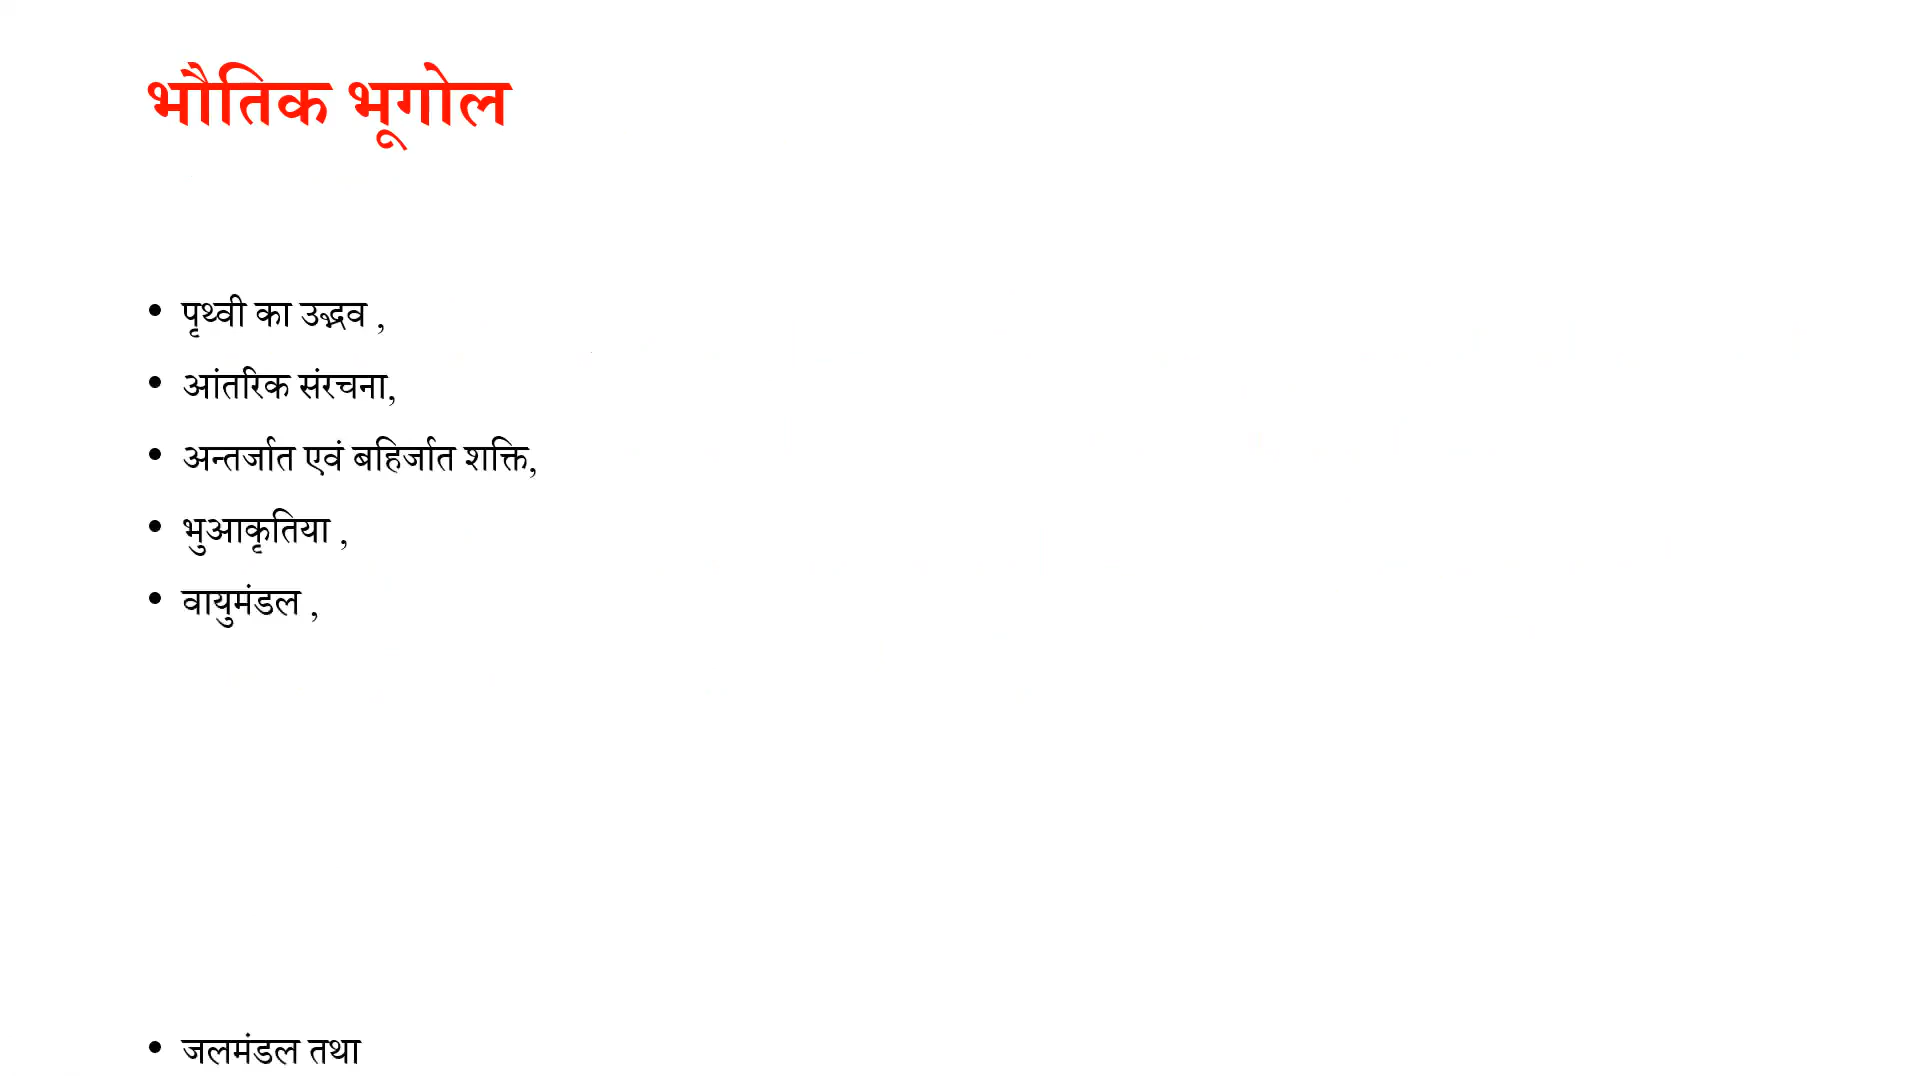 भौतिक भूगोल
• पृथ्वी का उद्भव ,
• आंतरिक संरचना,
• अन्तर्जात एवं बहिर्जात शक्ति,
• भुआकृतिया ,
• वायुमंडल ,
• जलमंडल तथा